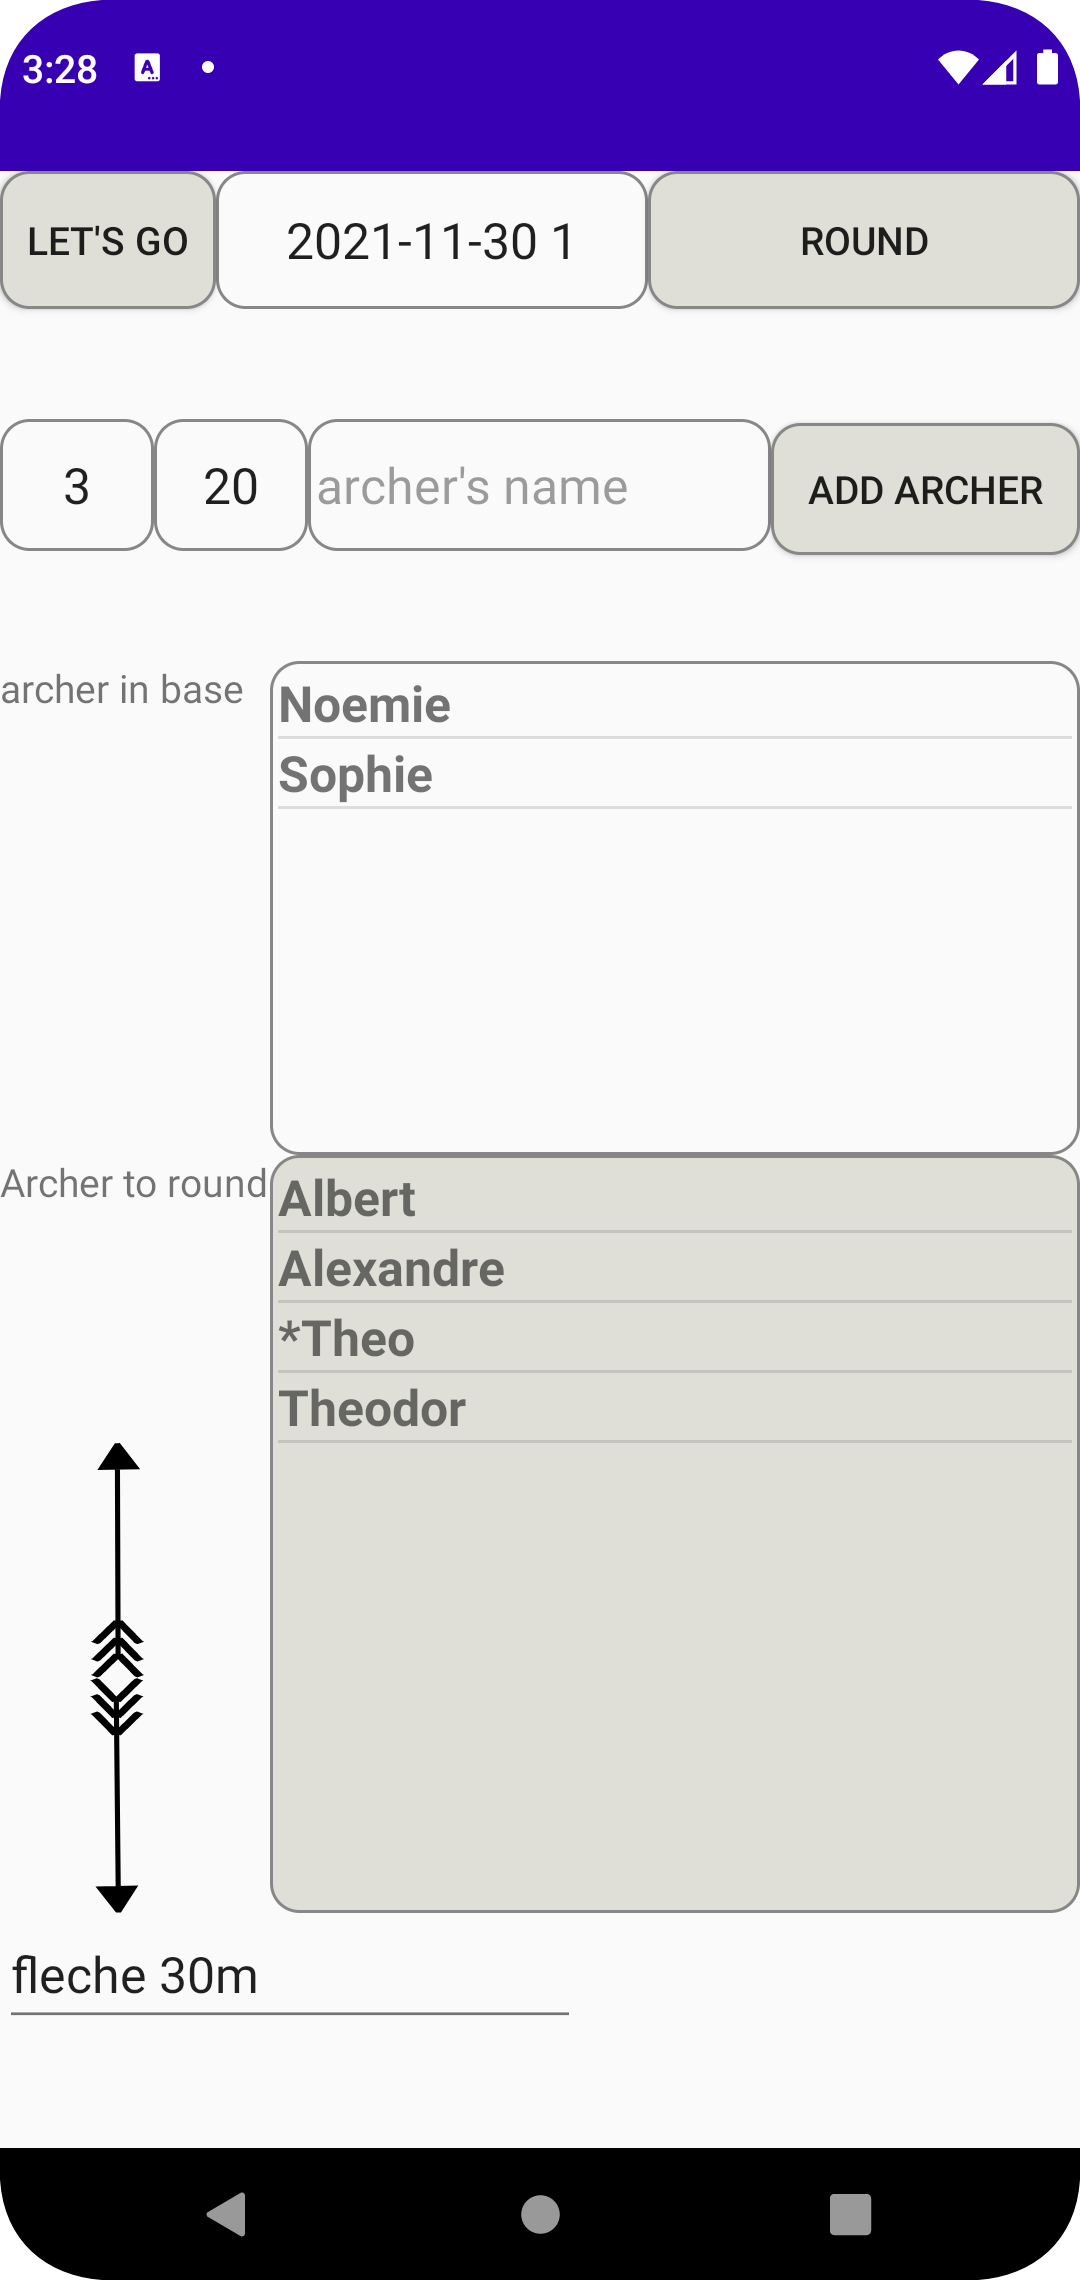 3:28
LET'S GO 2021-11-30 1 ROUND
3 20 archer's name ADD ARCHER
archer in base
Noemie
Sophie
Archer to round
Albert
Alexandre
*Theo
Theodor
fleche 30m